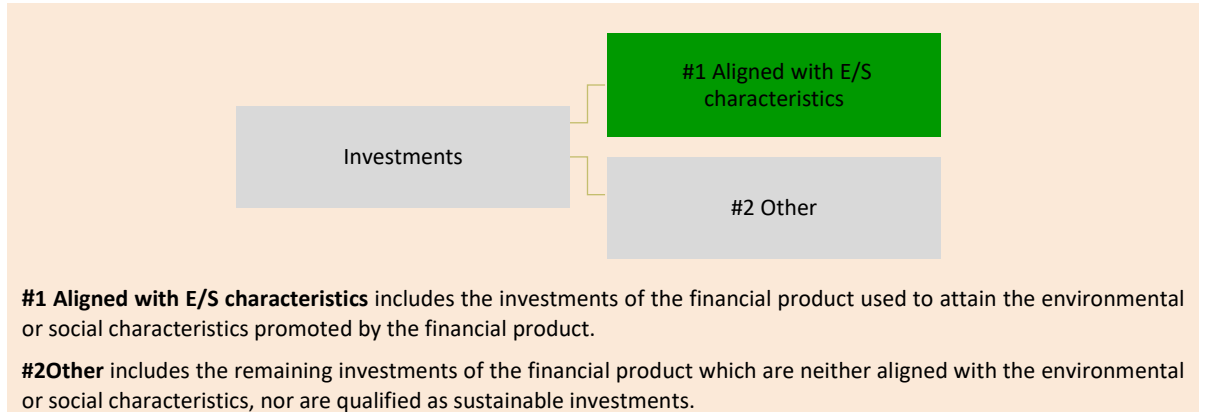 #1 Aligned with E/S
characteristics
Investments
#2 Other
#1 Aligned with E/S characteristics includes the investments of the financial product used to attain the environmental
or social characteristics promoted by the financial product.
#2Other includes the remaining investments of the financial product which are neither aligned with the environmental
or social characteristics, nor are qualified as sustainable investments.